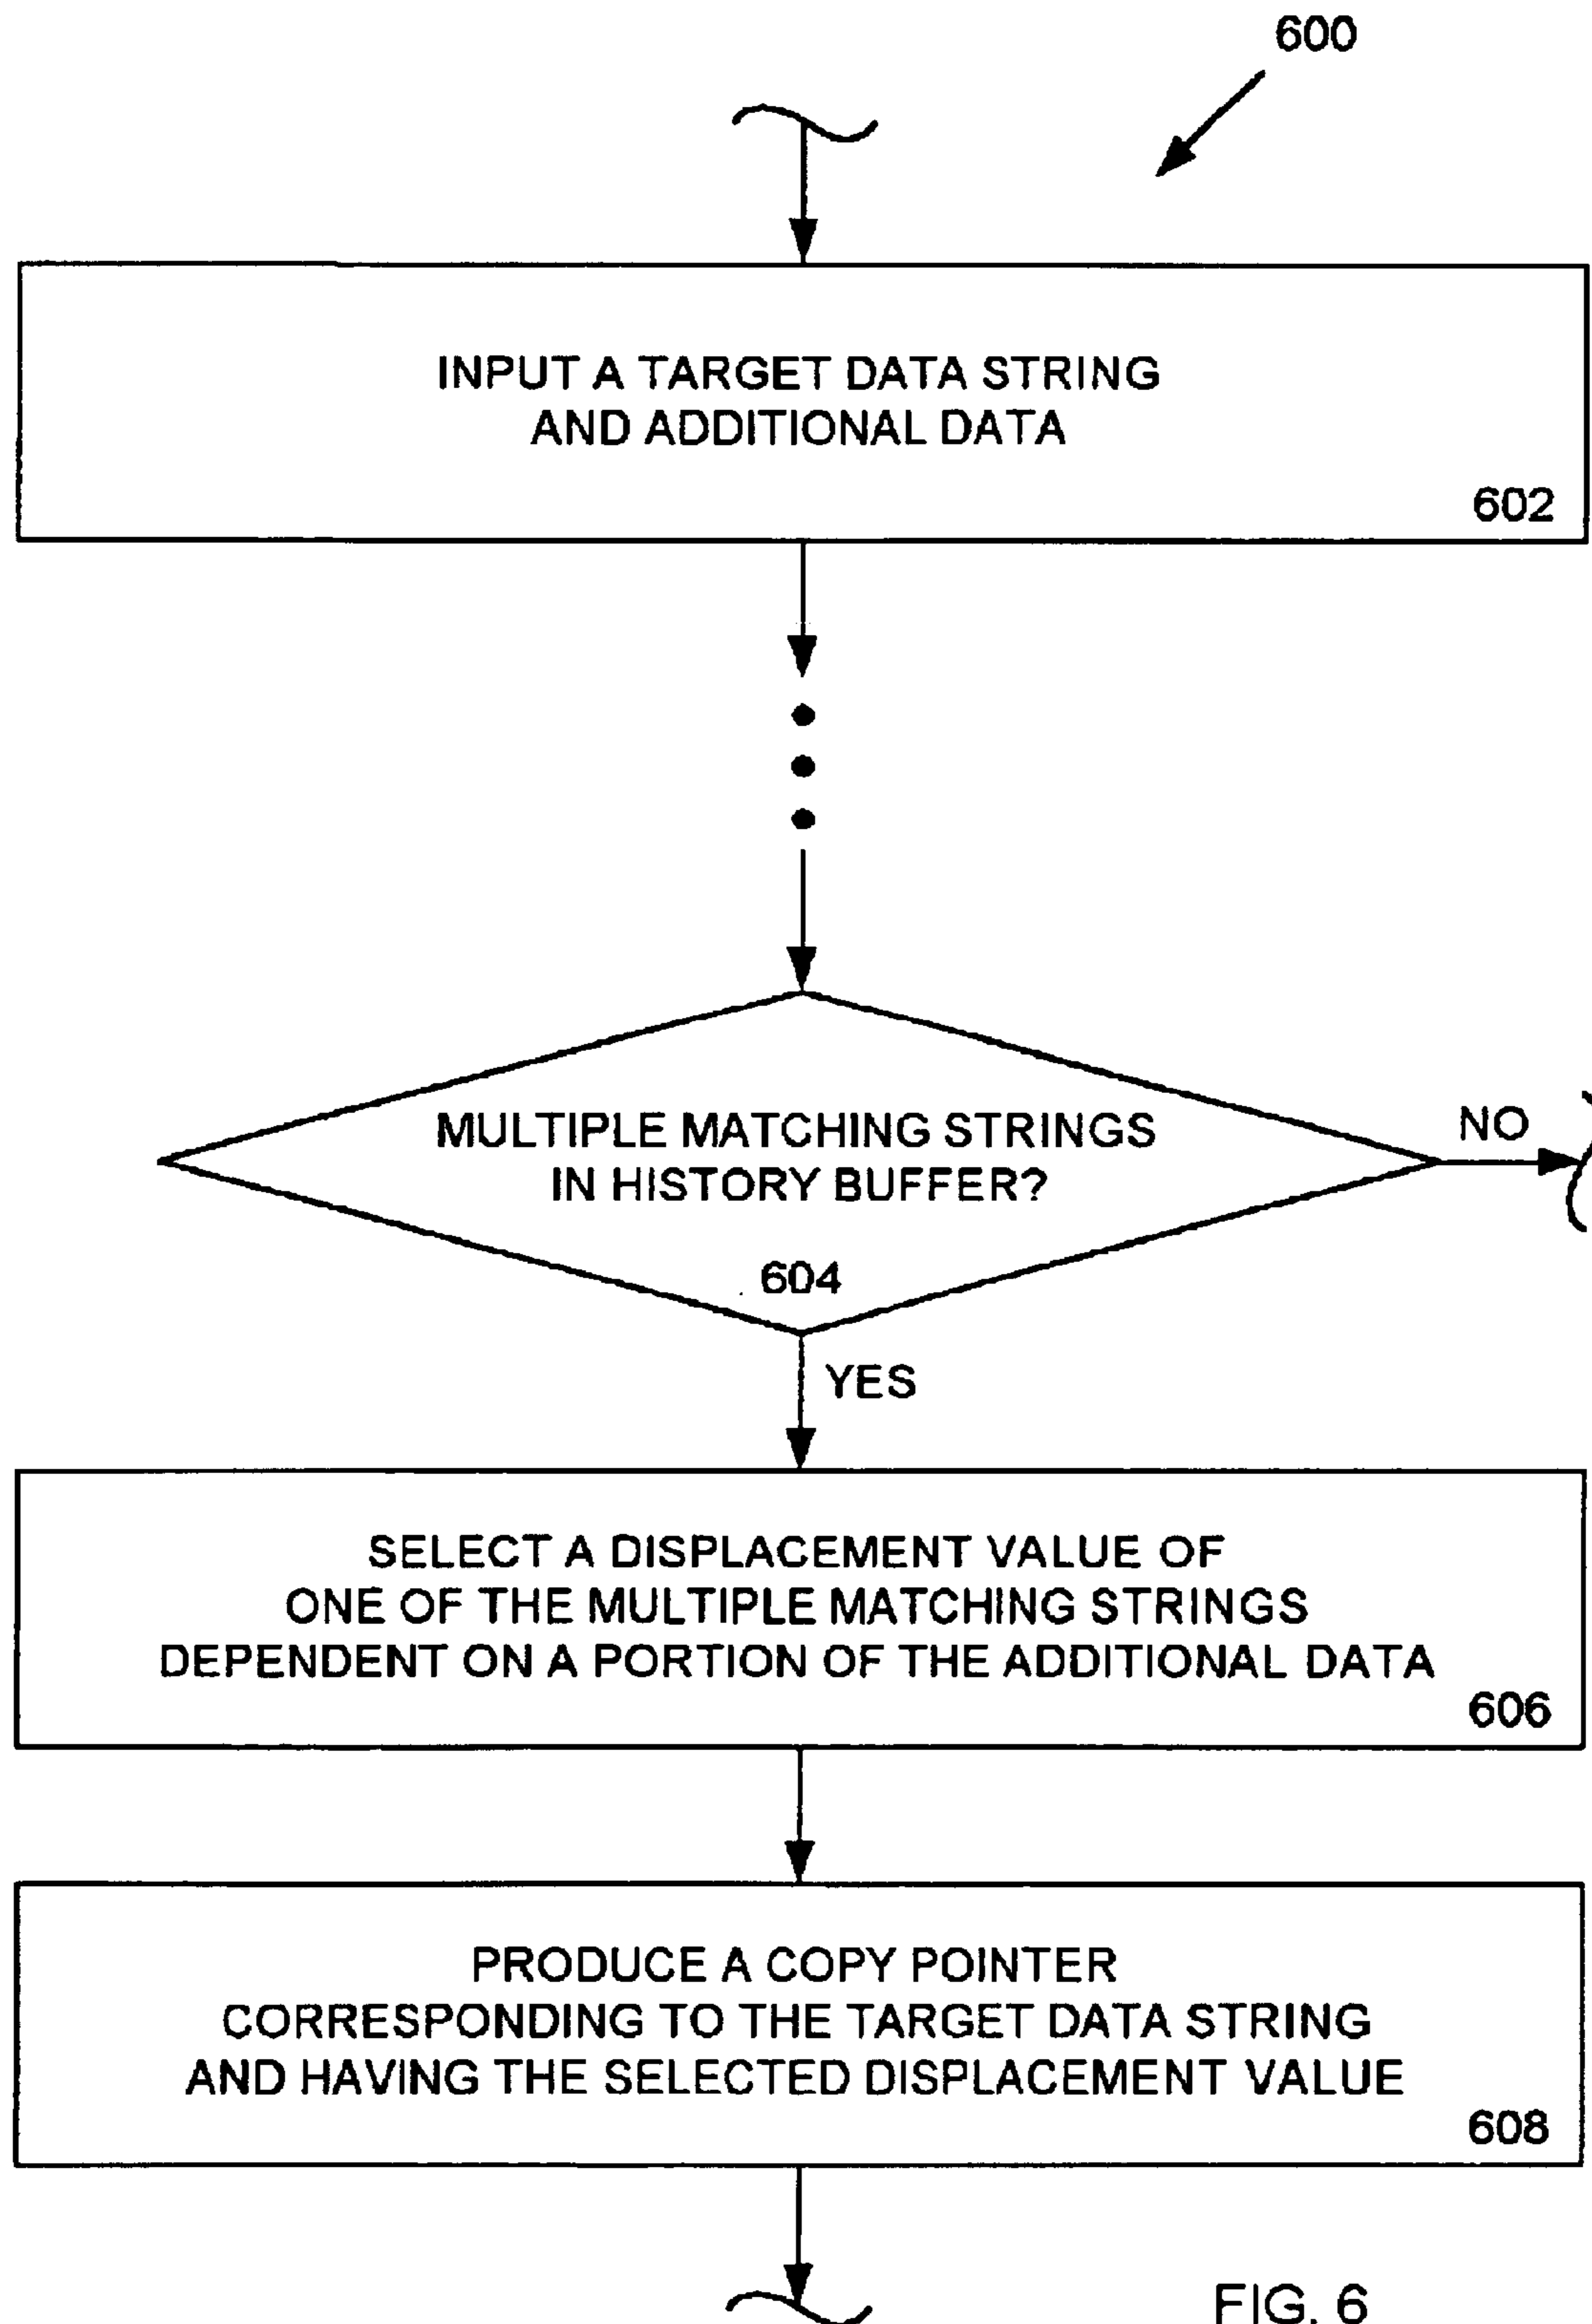 600
INPUT A TARGET DATA STRING
AND ADDITIONAL DATA
602
MULTIPLE MATCHING STRINGS
IN HISTORY BUFFER?
604
NO
YES
SELECT A DISPLACEMENT VALUE OF
ONE OF THE MULTIPLE MATCHING STRINGS
DEPENDENT ON A PORTION OF THE ADDITIONAL DATA
606
PRODUCE A COPY POINTER
CORRESPONDING TO THE TARGET DATA STRING
AND HAVING THE SELECTED DISPLACEMENT VALUE
608
FIG. 6